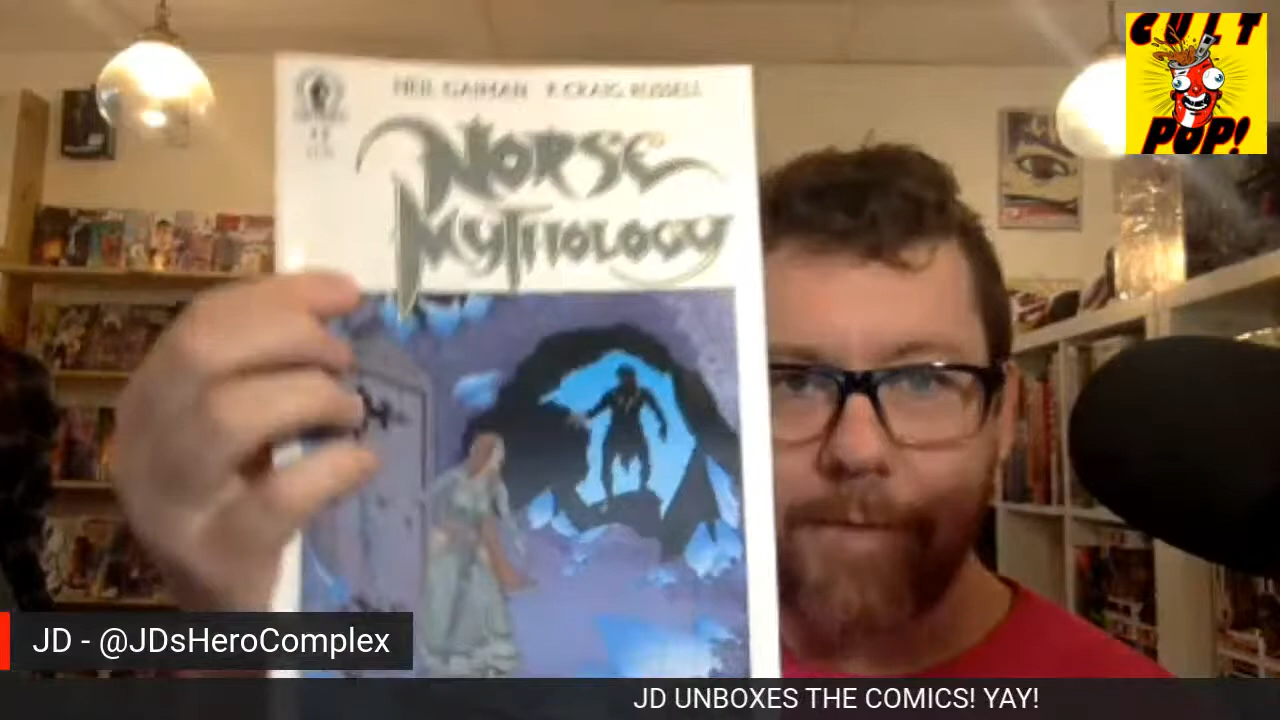 CULT
POP!
NEIL GAIMAN P. CRAIG RUSSELL
NORSE
MYTHOLOGY
JD - @JDsHeroComplex
JD UNBOXES THE COMICS! YAY!